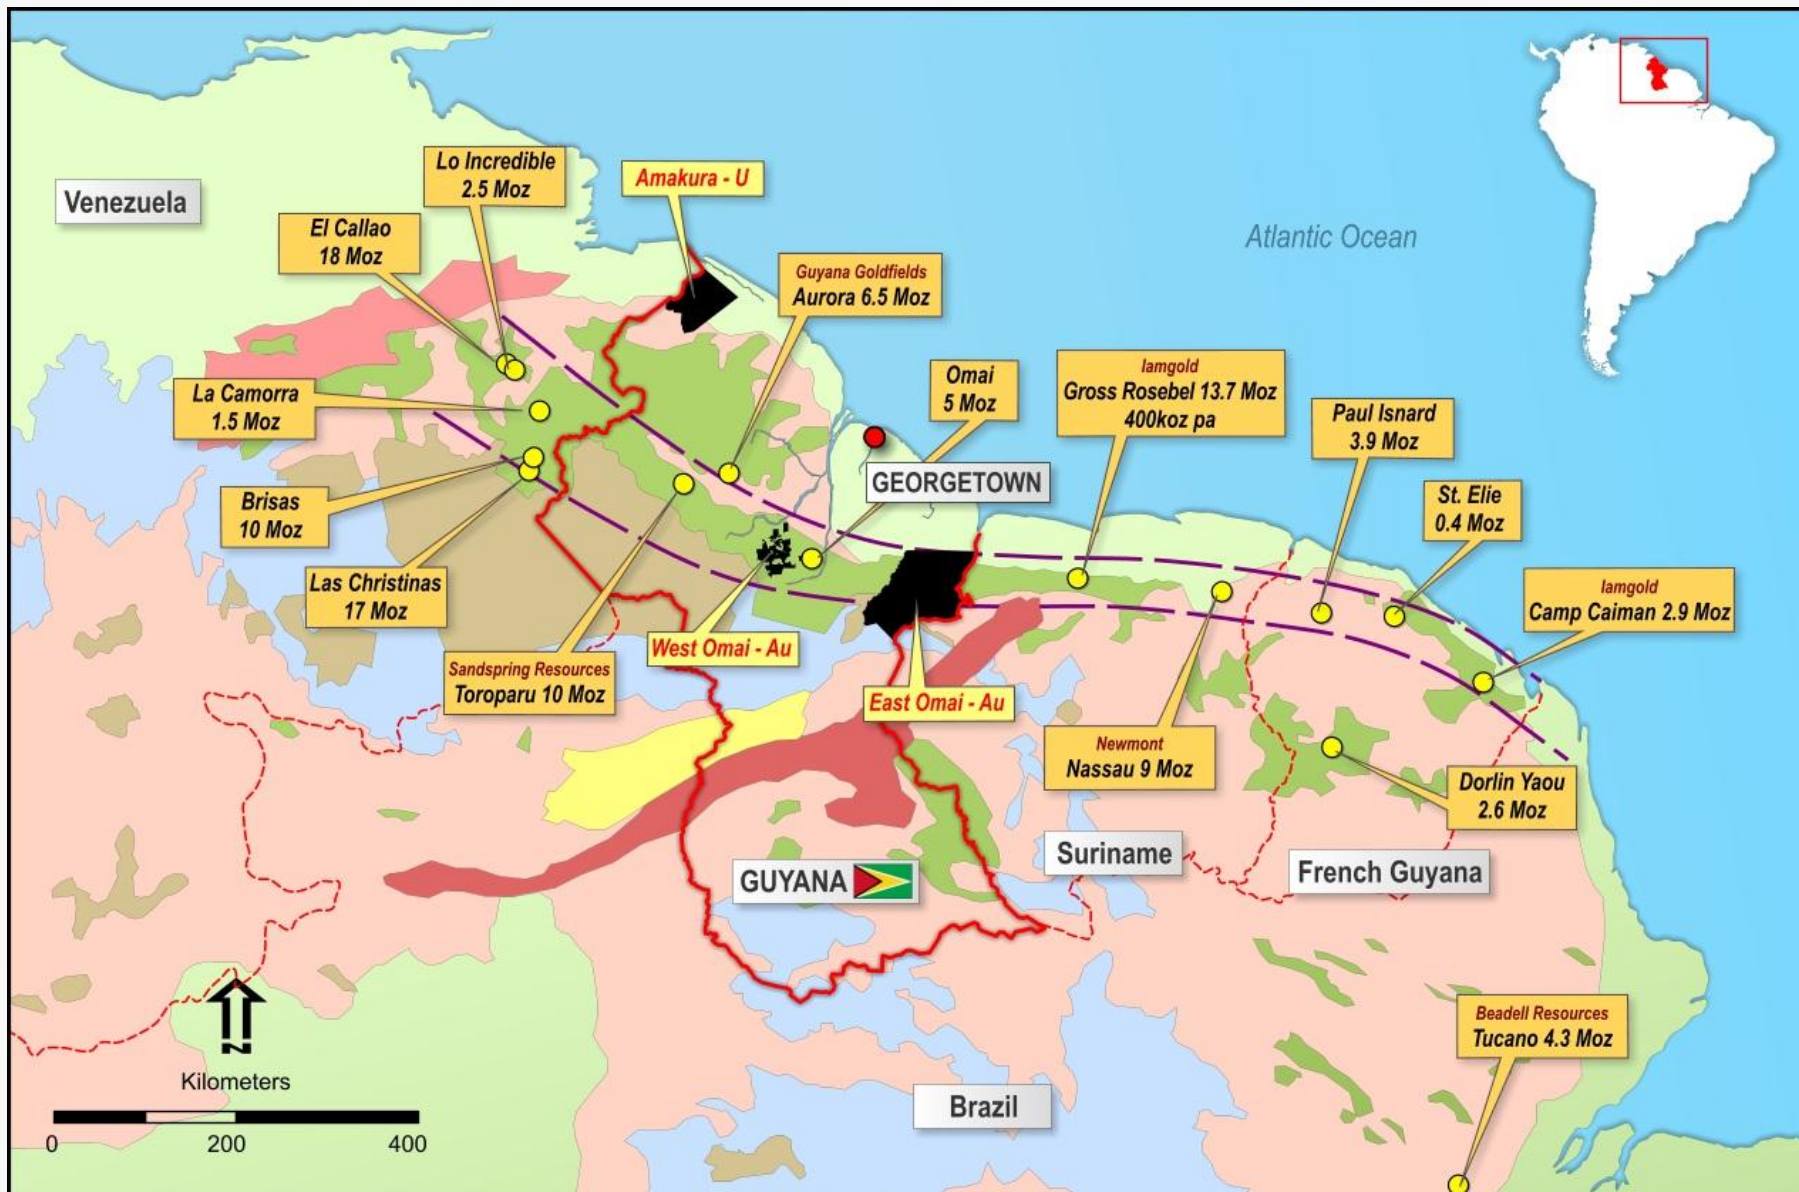 Lo Incredible
2.5 Moz
Amakura - U
Venezuela
El Callao
18 Moz
Atlantic Ocean
Guyana Goldfields
Aurora 6.5 Moz
La Camorra
1.5 Moz
Omai
5 Moz
Iamgold
Gross Rosebel 13.7 Moz
400koz pa
Paul Isnard
3.9 Moz
GEORGETOWN
St. Elie
0.4 Moz
Brisas
10 Moz
Las Christinas
17 Moz
Iamgold
Camp Caiman 2.9 Moz
West Omai - Au
Sandspring Resources
Toroparu 10 Moz
East Omai - Au
Newmont
Nassau 9 Moz
Dorlin Yaou
2.6 Moz
Suriname
French Guyana
GUYANA
N
Kilometers
0 200 400
Beadell Resources
Tucano 4.3 Moz
Brazil